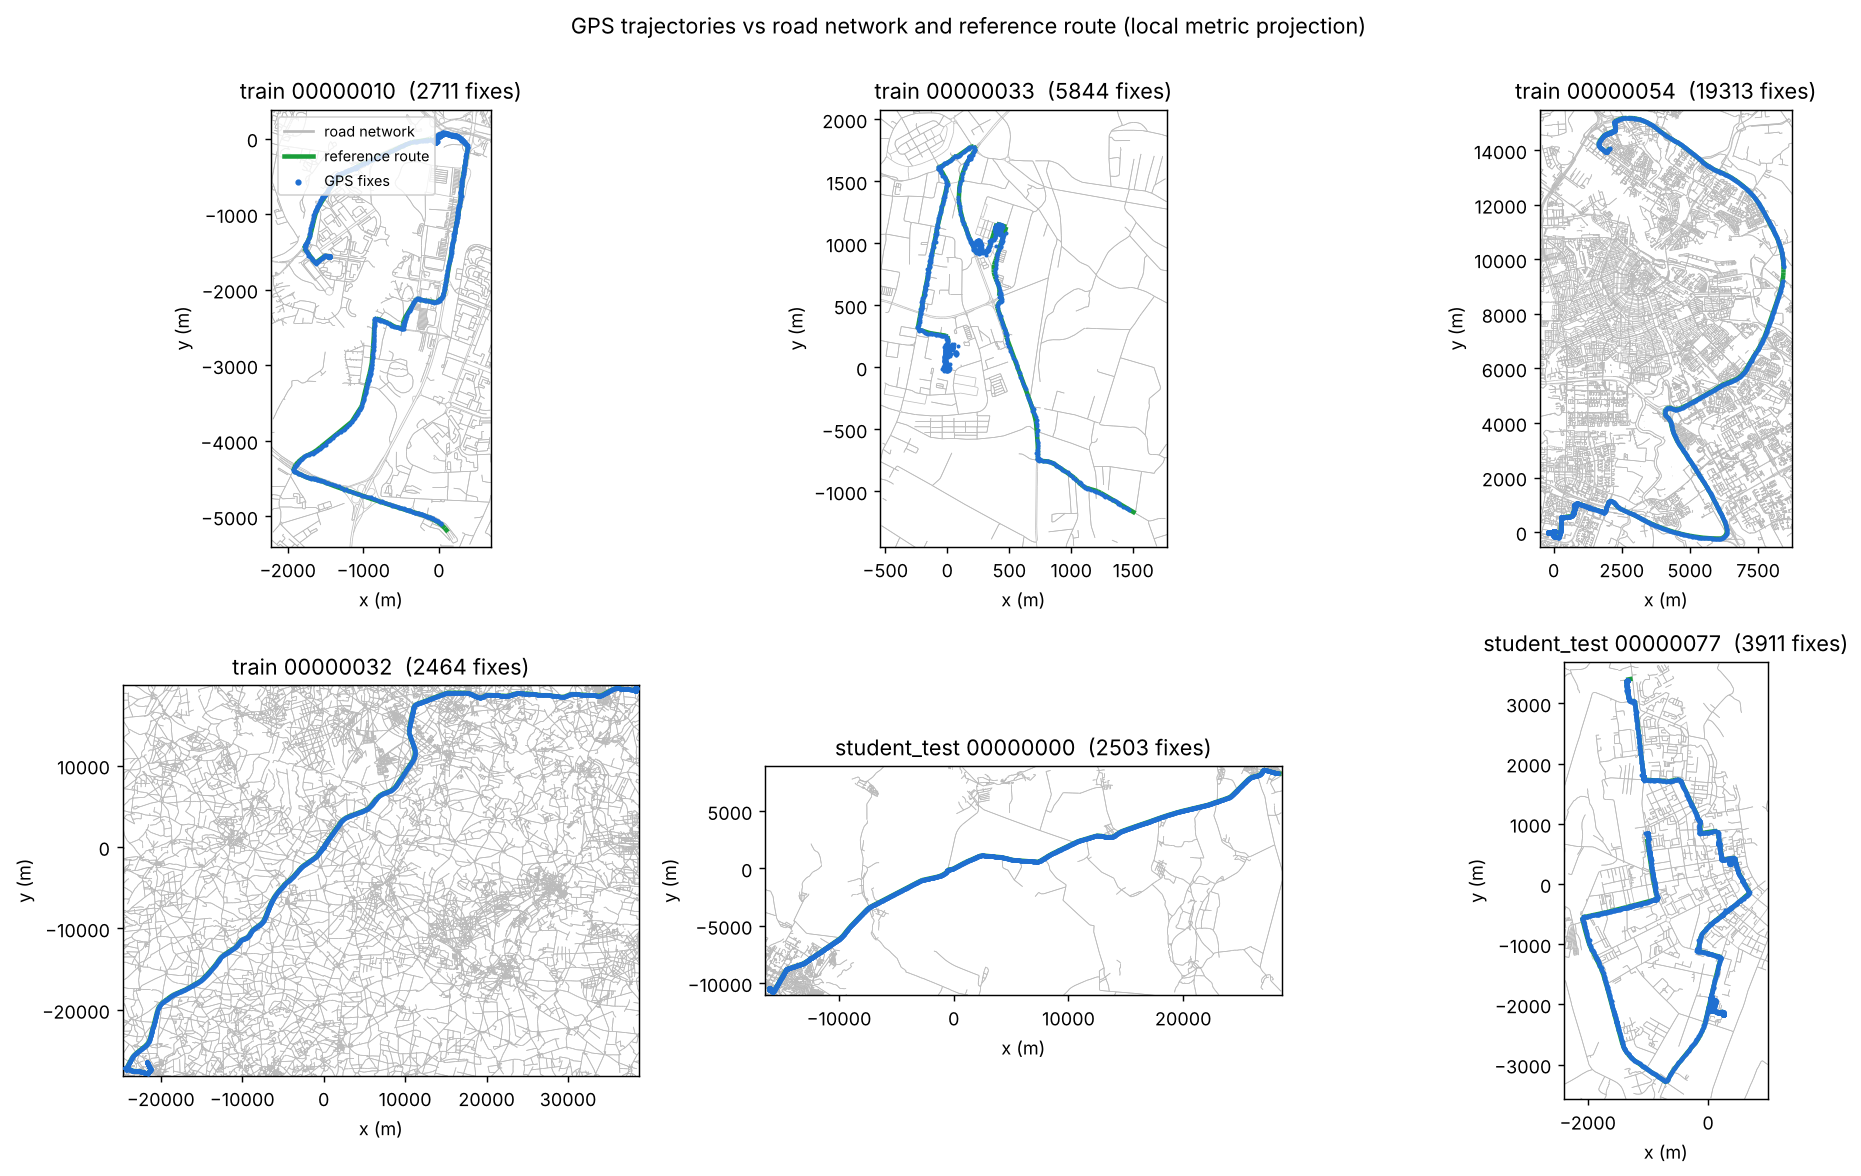 GPS trajectories vs road network and reference route (local metric projection)
train 00000010  (2711 fixes)
road network
reference route
GPS fixes
0
−1000
−2000
−3000
−4000
−5000
y (m)
−2000
−1000
0
x (m)
train 00000033  (5844 fixes)
2000
1500
1000
500
0
−500
−1000
y (m)
−500
0
500
1000
1500
x (m)
train 00000054  (19313 fixes)
14000
12000
10000
8000
6000
4000
2000
0
y (m)
0
2500
5000
7500
x (m)
train 00000032  (2464 fixes)
10000
0
−10000
−20000
y (m)
−20000
−10000
0
10000
20000
30000
x (m)
student_test 00000000  (2503 fixes)
5000
0
−5000
−10000
y (m)
−10000
0
10000
20000
x (m)
student_test 00000077  (3911 fixes)
3000
2000
1000
0
−1000
−2000
−3000
y (m)
−2000
0
x (m)